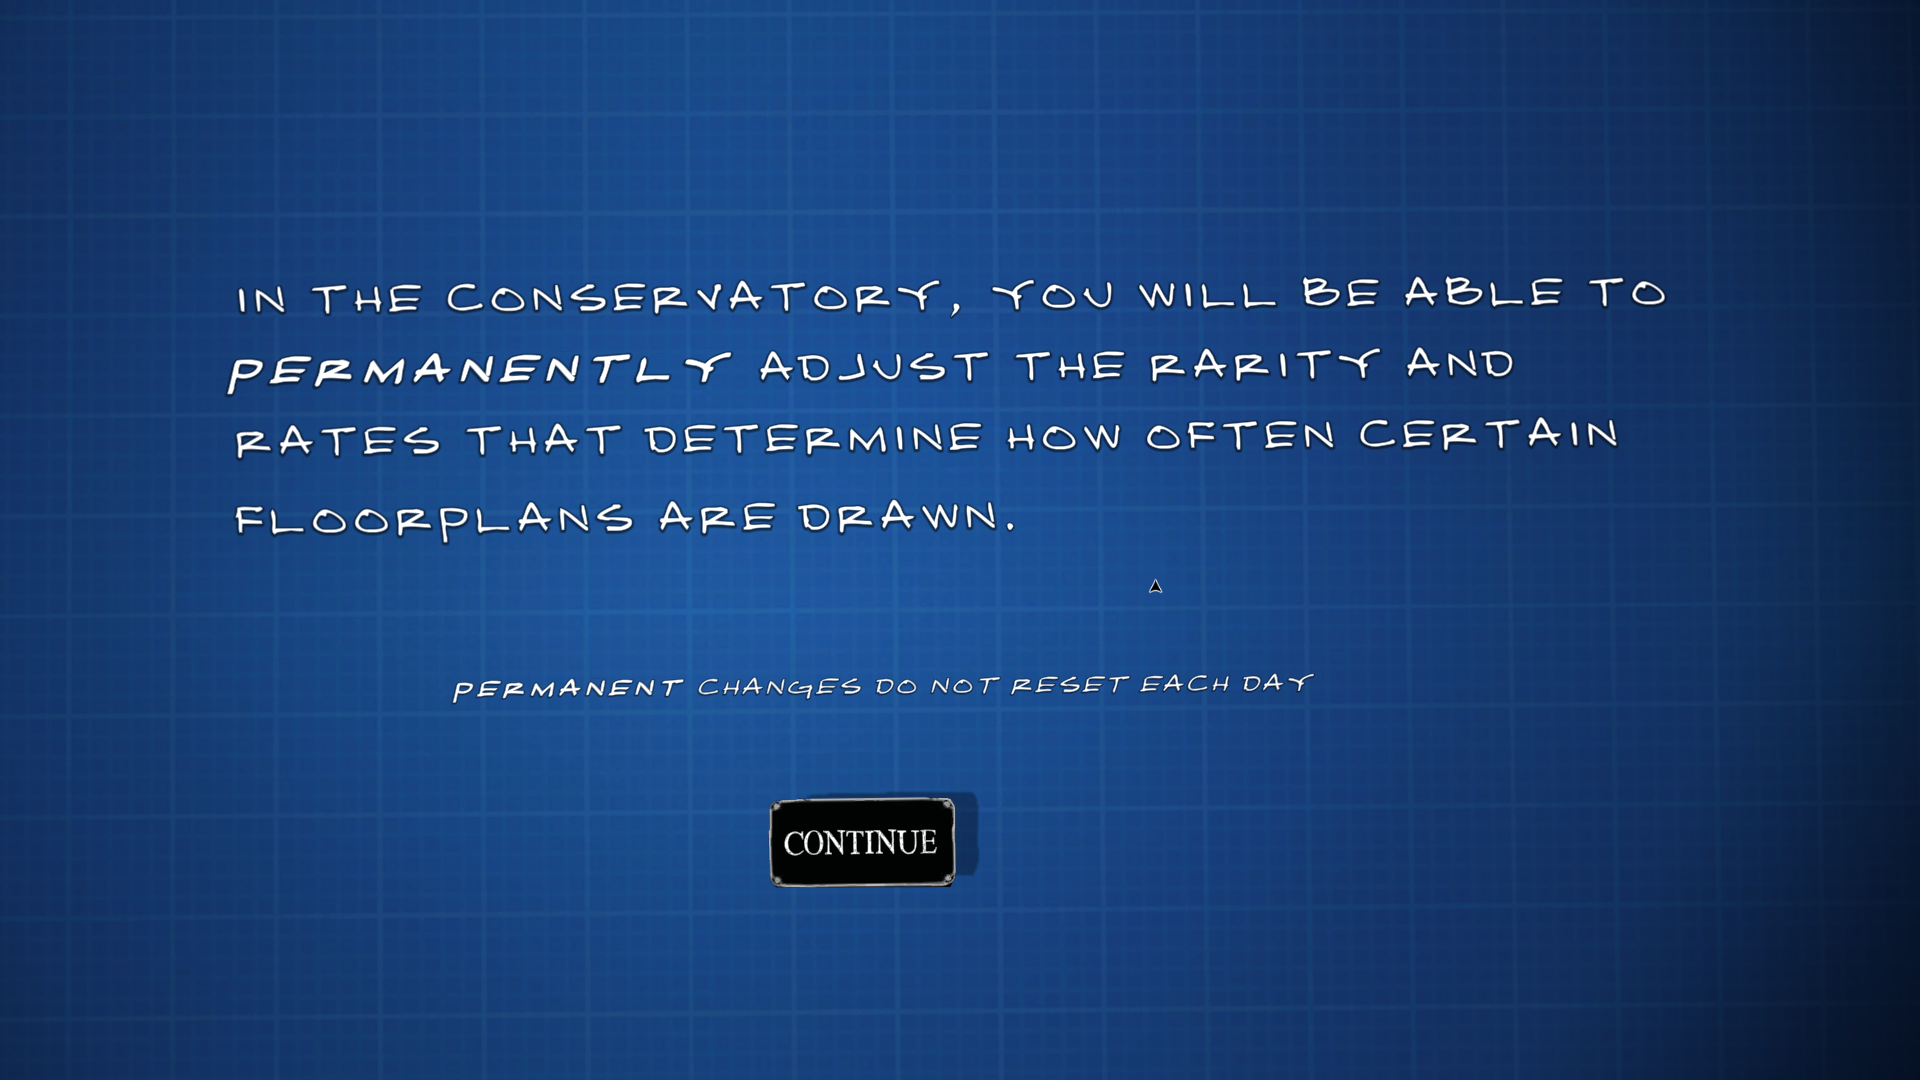 IN THE CONSERVATORY, YOU WILL BE ABLE TO
PERMANENTLY ADJUST THE RARITY AND
RATES THAT DETERMINE HOW OFTEN CERTAIN
FLOORPLANS ARE DRAWN.
PERMANENT CHANGES DO NOT RESET EACH DAY
CONTINUE